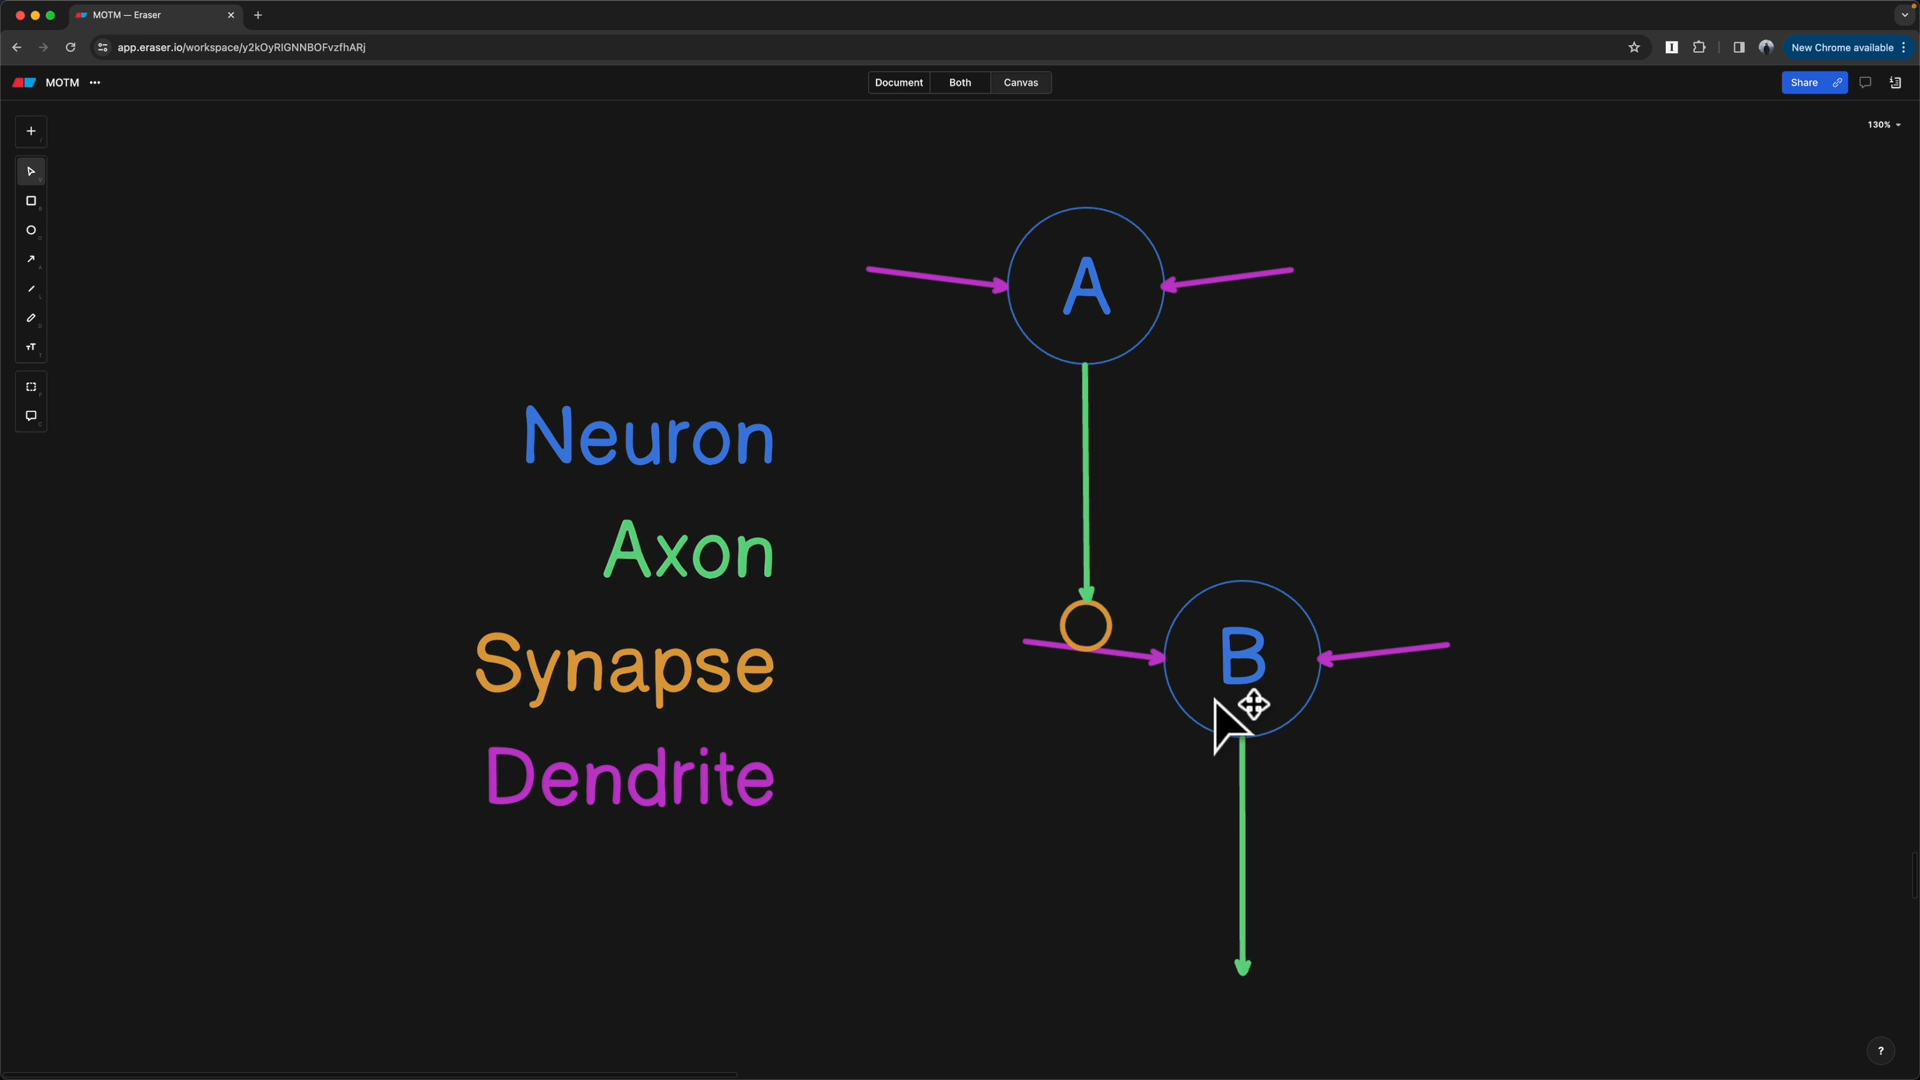 MOTM — Eraser
app.eraser.io/workspace/y2kOyRIGNNBOFvzfhARj
New Chrome available
MOTM
Document
Both
Canvas
Share
130%
A
Neuron
Axon
B
Synapse
Dendrite
?